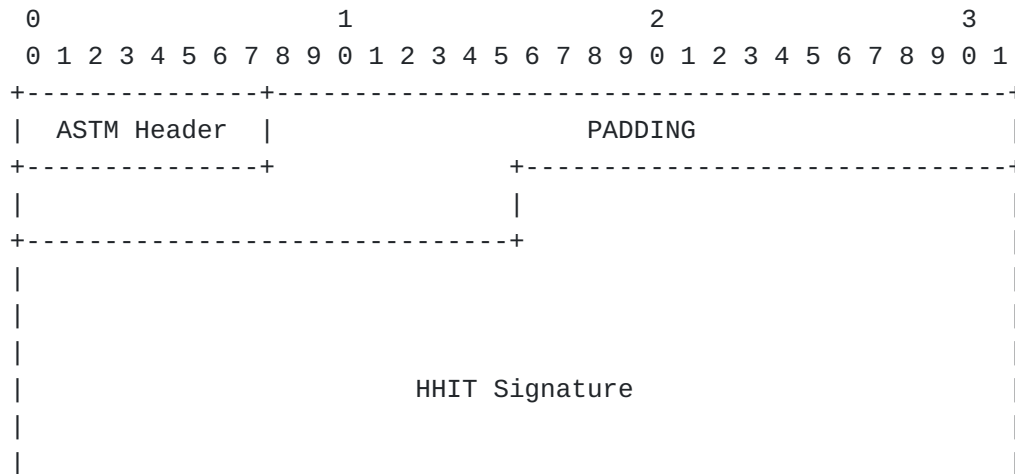 0                   1                   2                   3
 0 1 2 3 4 5 6 7 8 9 0 1 2 3 4 5 6 7 8 9 0 1 2 3 4 5 6 7 8 9 0 1
+---------------+-----------------------------------------------+
|  ASTM Header  |                    PADDING                    |
+---------------+               +-------------------------------+
|                               |                               |
+-------------------------------+                               |
|                                                               |
|                                                               |
|                                                               |
|                         HHIT Signature                        |
|                                                               |
|                                                               |